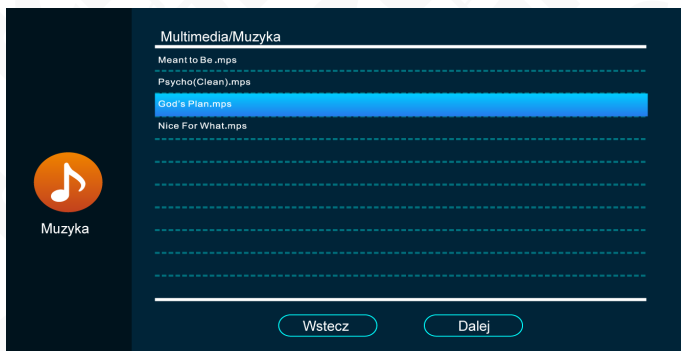 Multimedia/Muzyka
Meant to Be .mps
Psycho(Clean).mps
God's Plan.mps
Nice For What.mps
Muzyka
Wstecz
Dalej